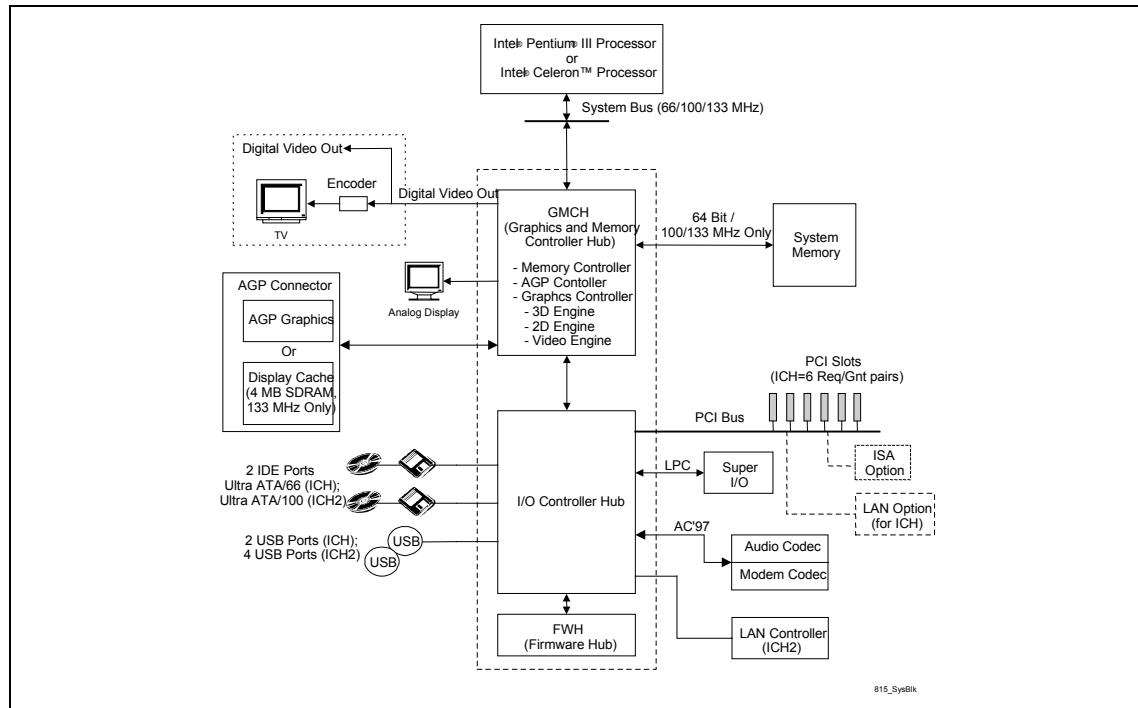 Intel® Pentium® III Processor
or
Intel® Celeron™ Processor
System Bus (66/100/133 MHz)
Digital Video Out
Encoder
TV
Digital Video Out
GMCH
(Graphics and Memory
Controller Hub)
- Memory Controller
- AGP Contoller
- Graphcs Controller
- 3D Engine
- 2D Engine
- Video Engine
64 Bit /
100/133 MHz Only
System
Memory
Analog Display
AGP Connector
AGP Graphics
Or
Display Cache
(4 MB SDRAM,
133 MHz Only)
PCI Slots
(ICH=6 Req/Gnt pairs)
PCI Bus
ISA
Option
LAN Option
(for ICH)
2 IDE Ports
Ultra ATA/66 (ICH);
Ultra ATA/100 (ICH2)
I/O Controller Hub
LPC
Super
I/O
2 USB Ports (ICH);
4 USB Ports (ICH2)
USB
USB
AC'97
Audio Codec
Modem Codec
LAN Controller
(ICH2)
FWH
(Firmware Hub)
815_SysBlk